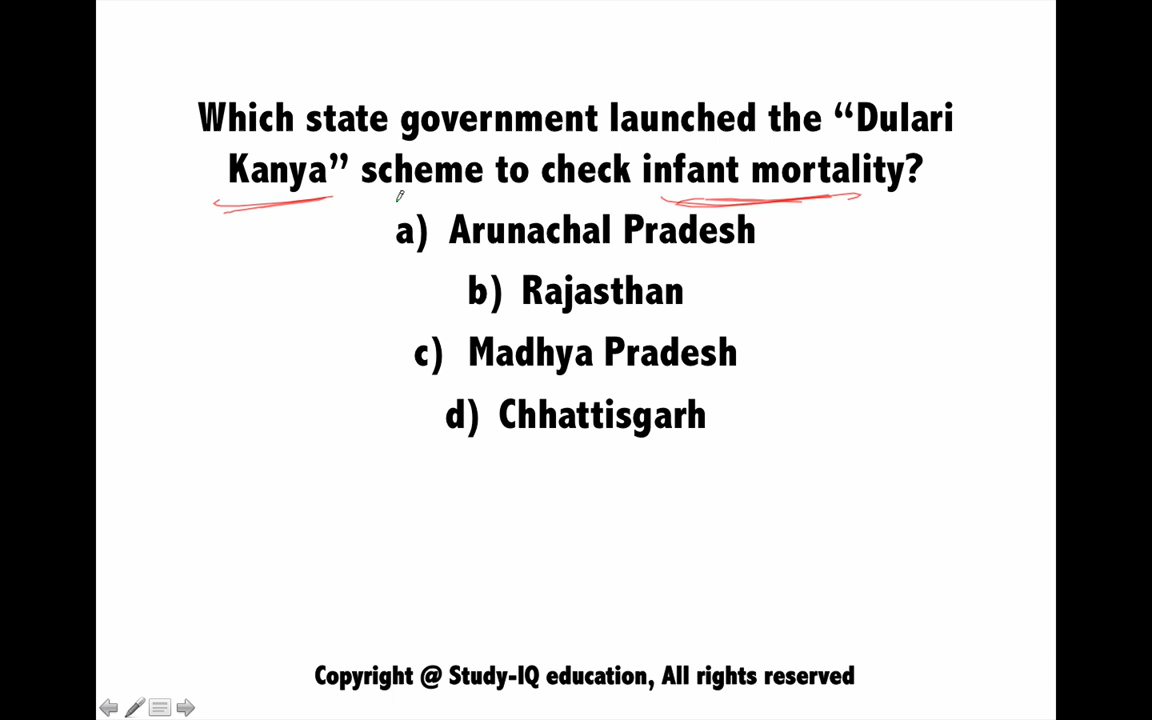 Which state government launched the “Dulari
Kanya” scheme to check infant mortality?
a) Arunachal Pradesh
b) Rajasthan
c) Madhya Pradesh
d) Chhattisgarh
Copyright @ Study-IQ education, All rights reserved